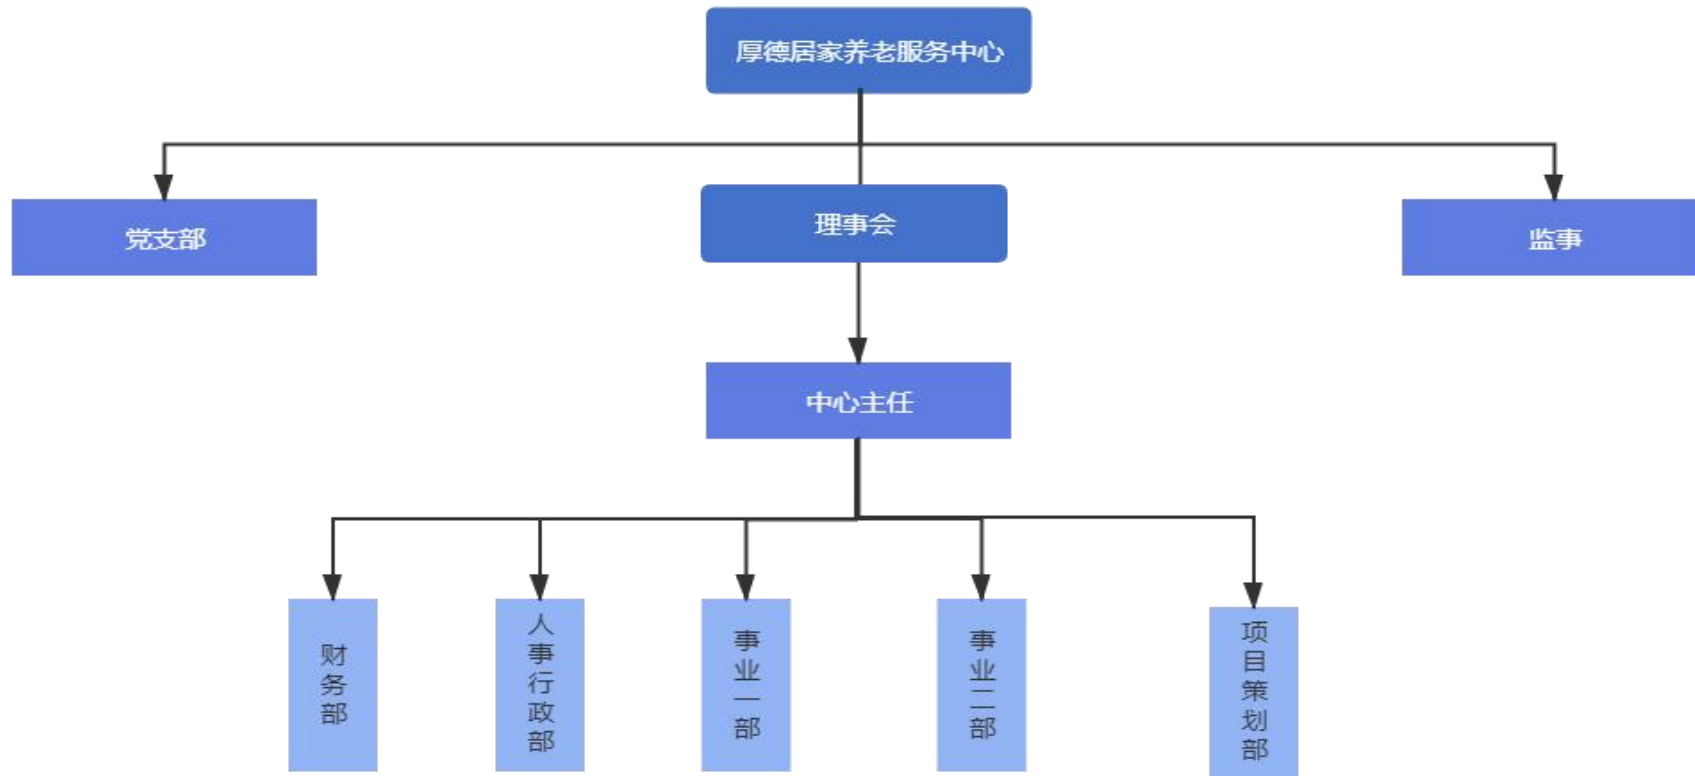 厚德居家养老服务中心
党支部
理事会
监事
中心主任
财务部
人事行政部
事业一部
事业二部
项目策划部